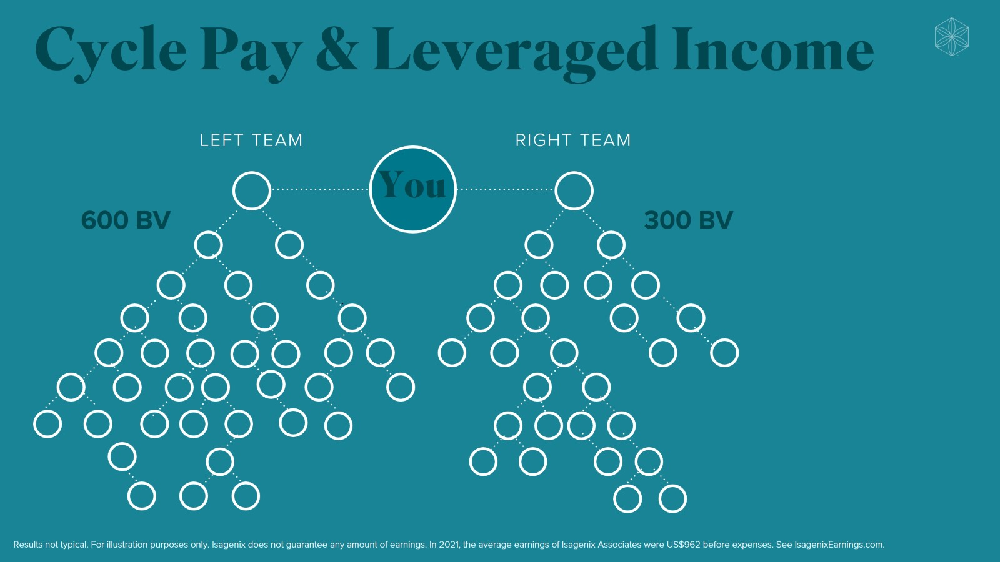 Cycle Pay & Leveraged Income
LEFT TEAM
RIGHT TEAM
You
600 BV
300 BV
Results not typical. For illustration purposes only. Isagenix does not guarantee any amount of earnings. In 2021, the average earnings of Isagenix Associates were US$962 before expenses. See IsagenixEarnings.com.